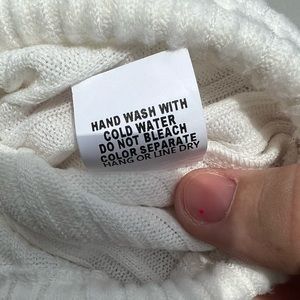 HAND WASH WITH
COLD WATER
DO NOT BLEACH
COLOR SEPARATE
HANG OR LINE DRY